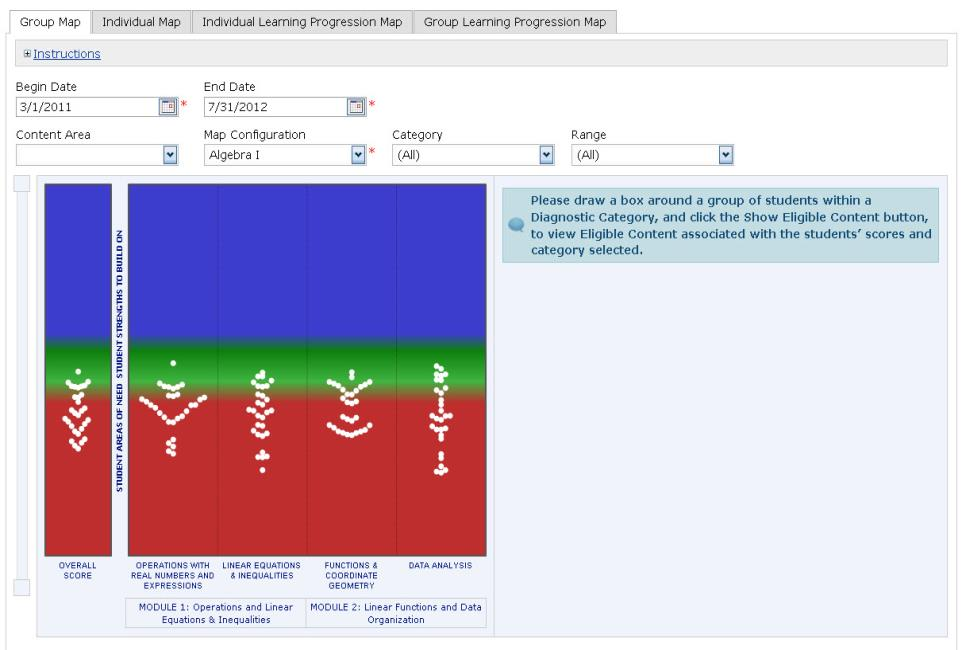 Group Map
Individual Map
Individual Learning Progression Map
Group Learning Progression Map
Instructions
Begin Date
End Date
3/1/2011
*
7/31/2012
*
Content Area
Map Configuration
Category
Range
Algebra I
*
(All)
(All)
STUDENT AREAS OF NEED STUDENT STRENGTHS TO BUILD ON
Please draw a box around a group of students within a
Diagnostic Category, and click the Show Eligible Content button,
to view Eligible Content associated with the students' scores and
category selected.
OVERALL
SCORE
OPERATIONS WITH
REAL NUMBERS AND
EXPRESSIONS
LINEAR EQUATIONS
& INEQUALITIES
FUNCTIONS &
COORDINATE
GEOMETRY
DATA ANALYSIS
MODULE 1: Operations and Linear
Equations & Inequalities
MODULE 2: Linear Functions and Data
Organization